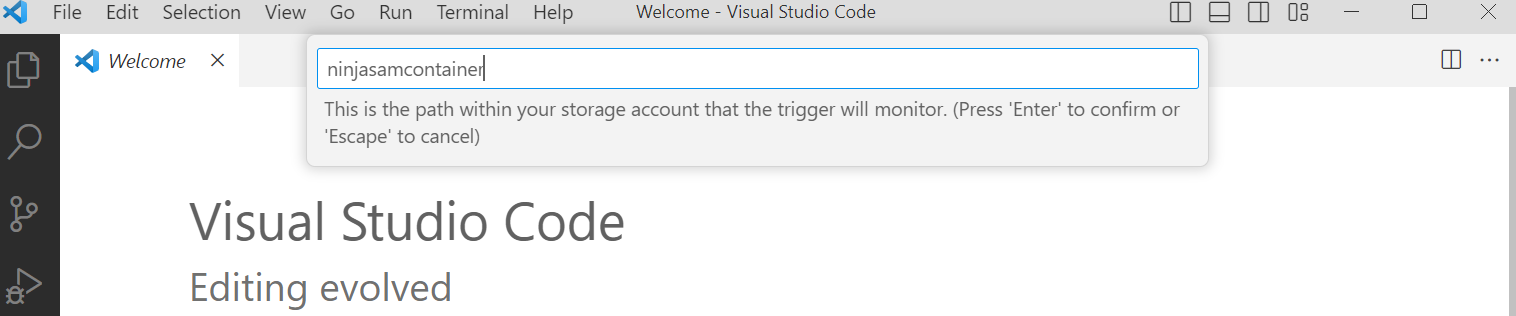 File Edit Selection View Go Run Terminal Help Welcome - Visual Studio Code
Welcome
ninjasamcontainer
This is the path within your storage account that the trigger will monitor. (Press 'Enter' to confirm or
'Escape' to cancel)
Visual Studio Code
Editing evolved